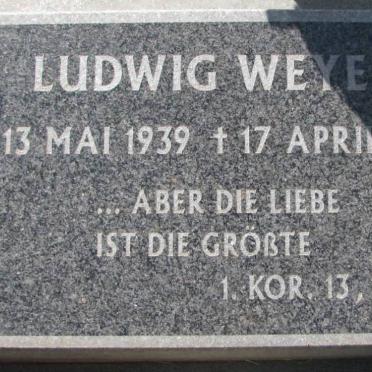 LUDWIG WEYE
13 MAI 1939 † 17 APRI
... ABER DIE LIEBE
IST DIE GRÖßTE
1. KOR. 13,